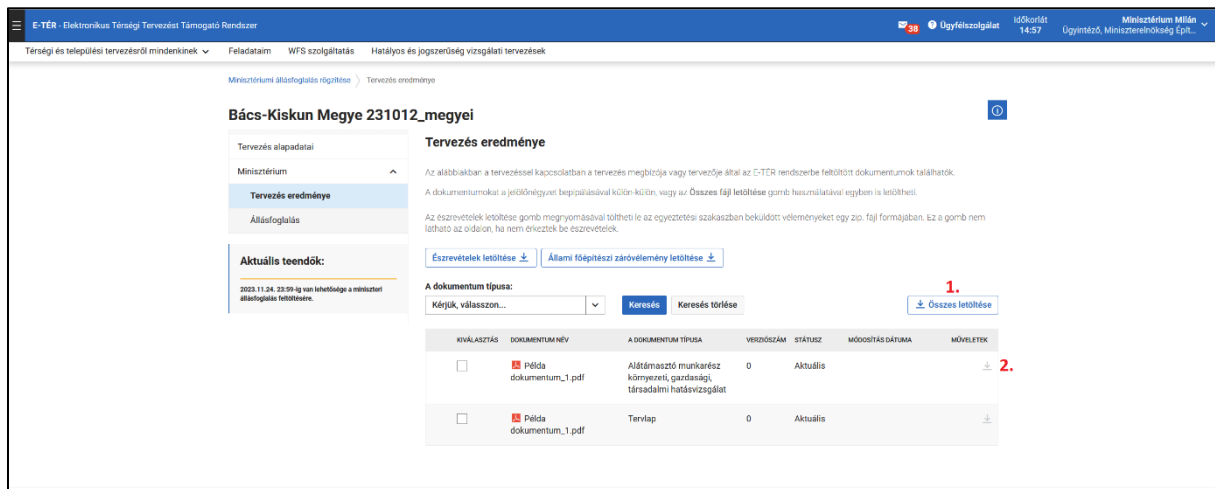 E-TÉR - Elektronikus Térségi Tervezést Támogató Rendszer
38
Ügyfélszolgálat
Időkorlát
14:57
Minisztérium Milán
Ügyintéző, Miniszterelnökség Épít...
Térségi és települési tervezésről mindenkinek
Feladataim
WFS szolgáltatás
Hatályos és jogszerűség vizsgálati tervezések
Minisztériumi állásfoglalás rögzítése
Tervezés eredménye
Bács-Kiskun Megye 231012_megyei
Tervezés alapadatai
Minisztérium
Tervezés eredménye
Állásfoglalás
Aktuális teendők:
2023.11.24. 23:59-ig van lehetősége a miniszteri
állásfoglalás feltöltésére.
Tervezés eredménye
Az alábbiakban a tervezéssel kapcsolatban a tervezés megbízója vagy tervezője által az E-TÉR rendszerbe feltöltött dokumentumok találhatók.
A dokumentumokat a jelölőnégyzet bepipálásával külön-külön, vagy az Összes fájl letöltése gomb használatával egyben is letöltheti.
Az észrevételek letöltése gomb megnyomásával töltheti le az egyeztetési szakaszban beküldött véleményeket egy zip. fájl formájában. Ez a gomb nem
látható az oldalon, ha nem érkeztek be észrevételek.
Észrevételek letöltése
Állami főépítészi záróvélemény letöltése
A dokumentum típusa:
Kérjük, válasszon...
Keresés
Keresés törlése
1.
Összes letöltése
KIVÁLASZTÁS DOKUMENTUM NÉV A DOKUMENTUM TÍPUSA VERZIÓSZÁM STÁTUSZ MÓDOSÍTÁS DÁTUMA MŰVELETEK
Példa
dokumentum_1.pdf
Alátámasztó munkarész
környezeti, gazdasági,
társadalmi hatásvizsgálat
0
Aktuális
2.
Példa
dokumentum_1.pdf
Tervlap
0
Aktuális